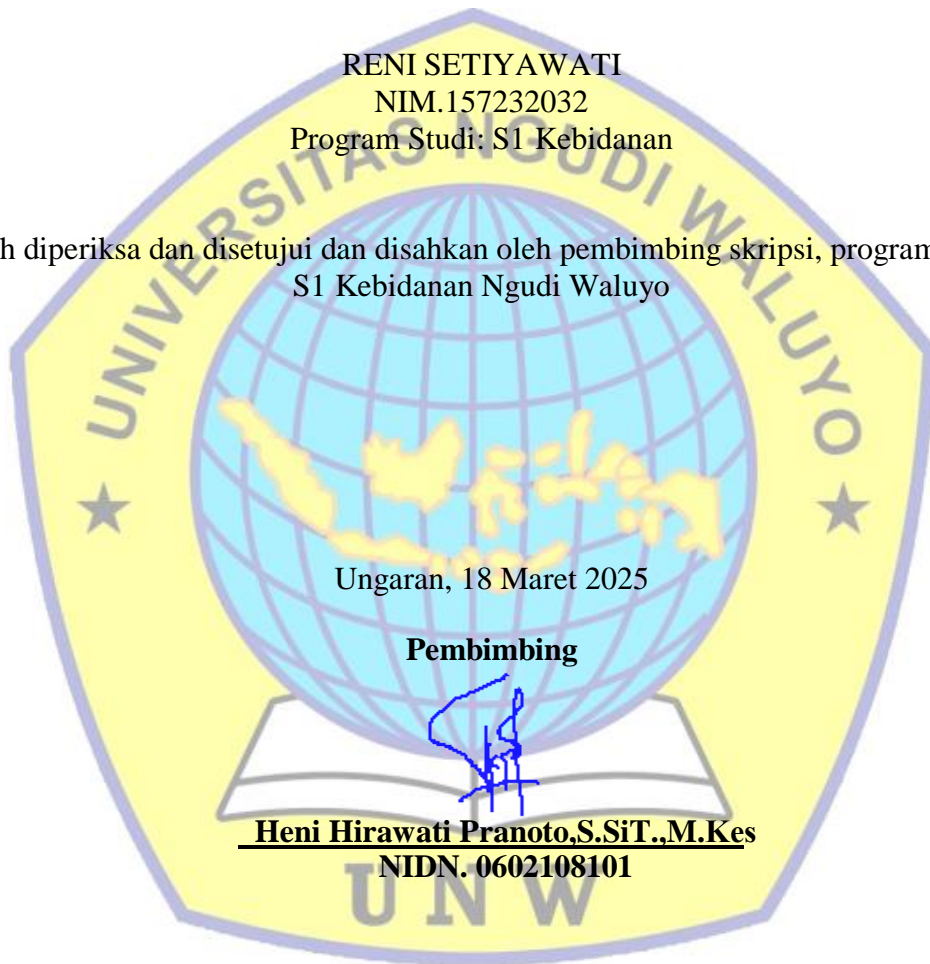 RENI SETIYAWATI
NIM.157232032
Program Studi: S1 Kebidanan
UNIVERSITAS NGUDI WALUYO
h diperiksa dan disetujui dan disahkan oleh pembimbing skripsi, program
S1 Kebidanan Ngudi Waluyo
Ungaran, 18 Maret 2025
Pembimbing
Heni Hirawati Pranoto,S.SiT.,M.Kes
NIDN. 0602108101
UNW